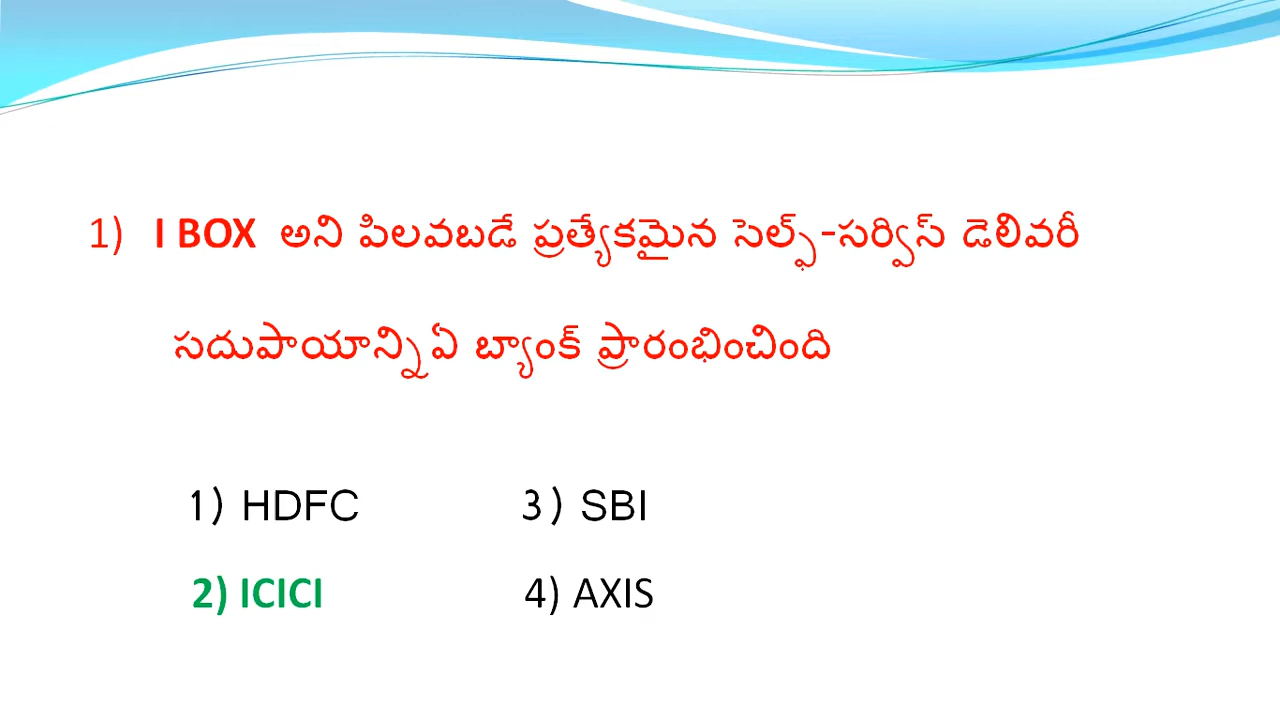 1) I BOX అని పిలవబడే ప్రత్యేకమైన సెల్ఫ్-సర్వీస్ డెలివరీ
సదుపాయాన్ని ఏ బ్యాంక్ ప్రారంభించింది
1) HDFC 3) SBI
2) ICICI 4) AXIS